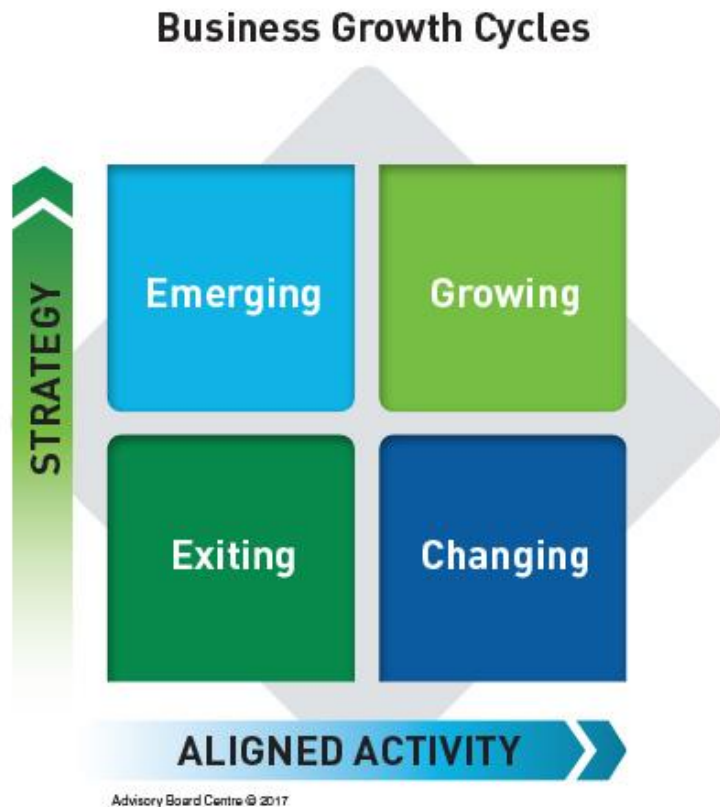 Business Growth Cycles
Emerging
Growing
STRATEGY
Exiting
Changing
ALIGNED ACTIVITY
Advisory Board Centre © 2017